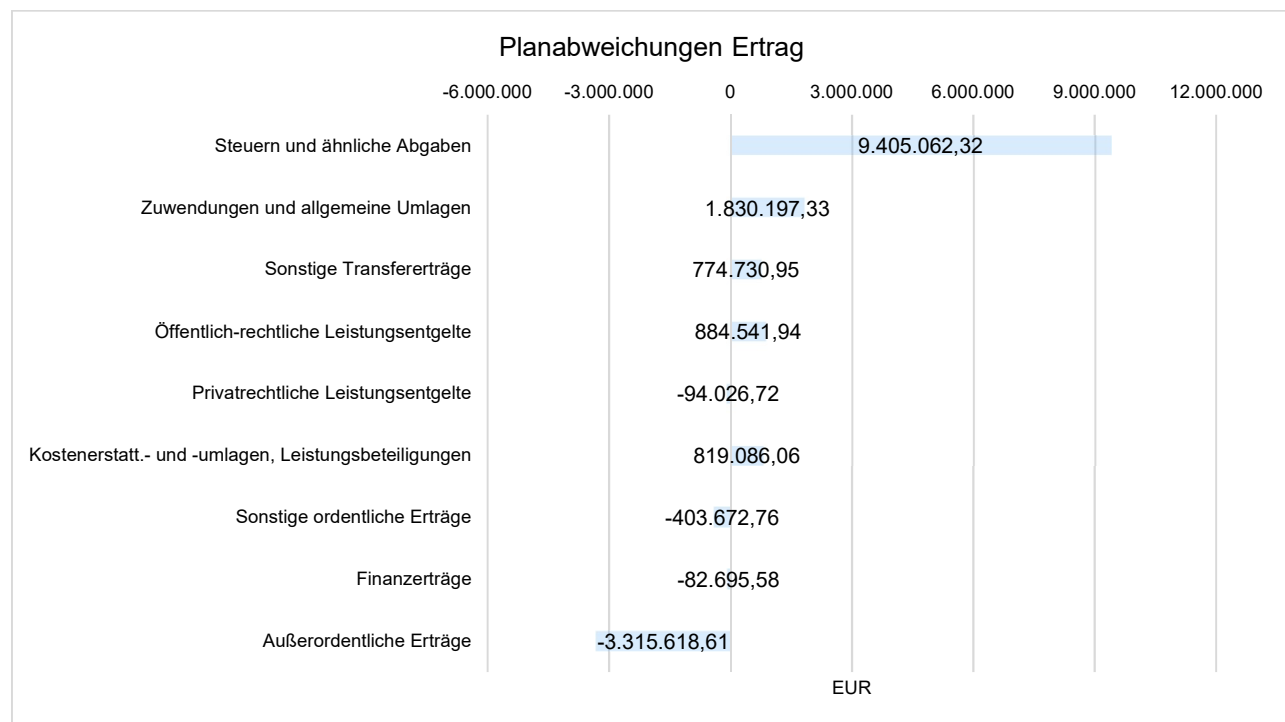 Planabweichungen Ertrag
-6.000.000 -3.000.000 0 3.000.000 6.000.000 9.000.000 12.000.000
Steuern und ähnliche Abgaben 9.405.062,32
Zuwendungen und allgemeine Umlagen 1.830.197,33
Sonstige Transfererträge 774.730,95
Öffentlich-rechtliche Leistungsentgelte 884.541,94
Privatrechtliche Leistungsentgelte -94.026,72
Kostenerstatt.- und -umlagen, Leistungsbeteiligungen 819.086,06
Sonstige ordentliche Erträge -403.672,76
Finanzerträge -82.695,58
Außerordentliche Erträge -3.315.618,61
EUR